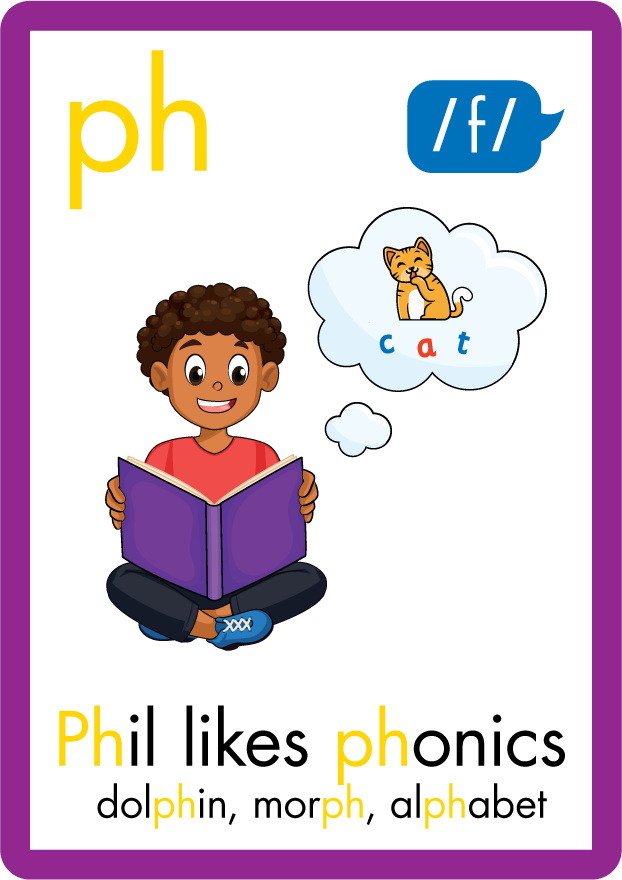 ph
/f/
c a t
Phil likes phonics
dolphin, morph, alphabet